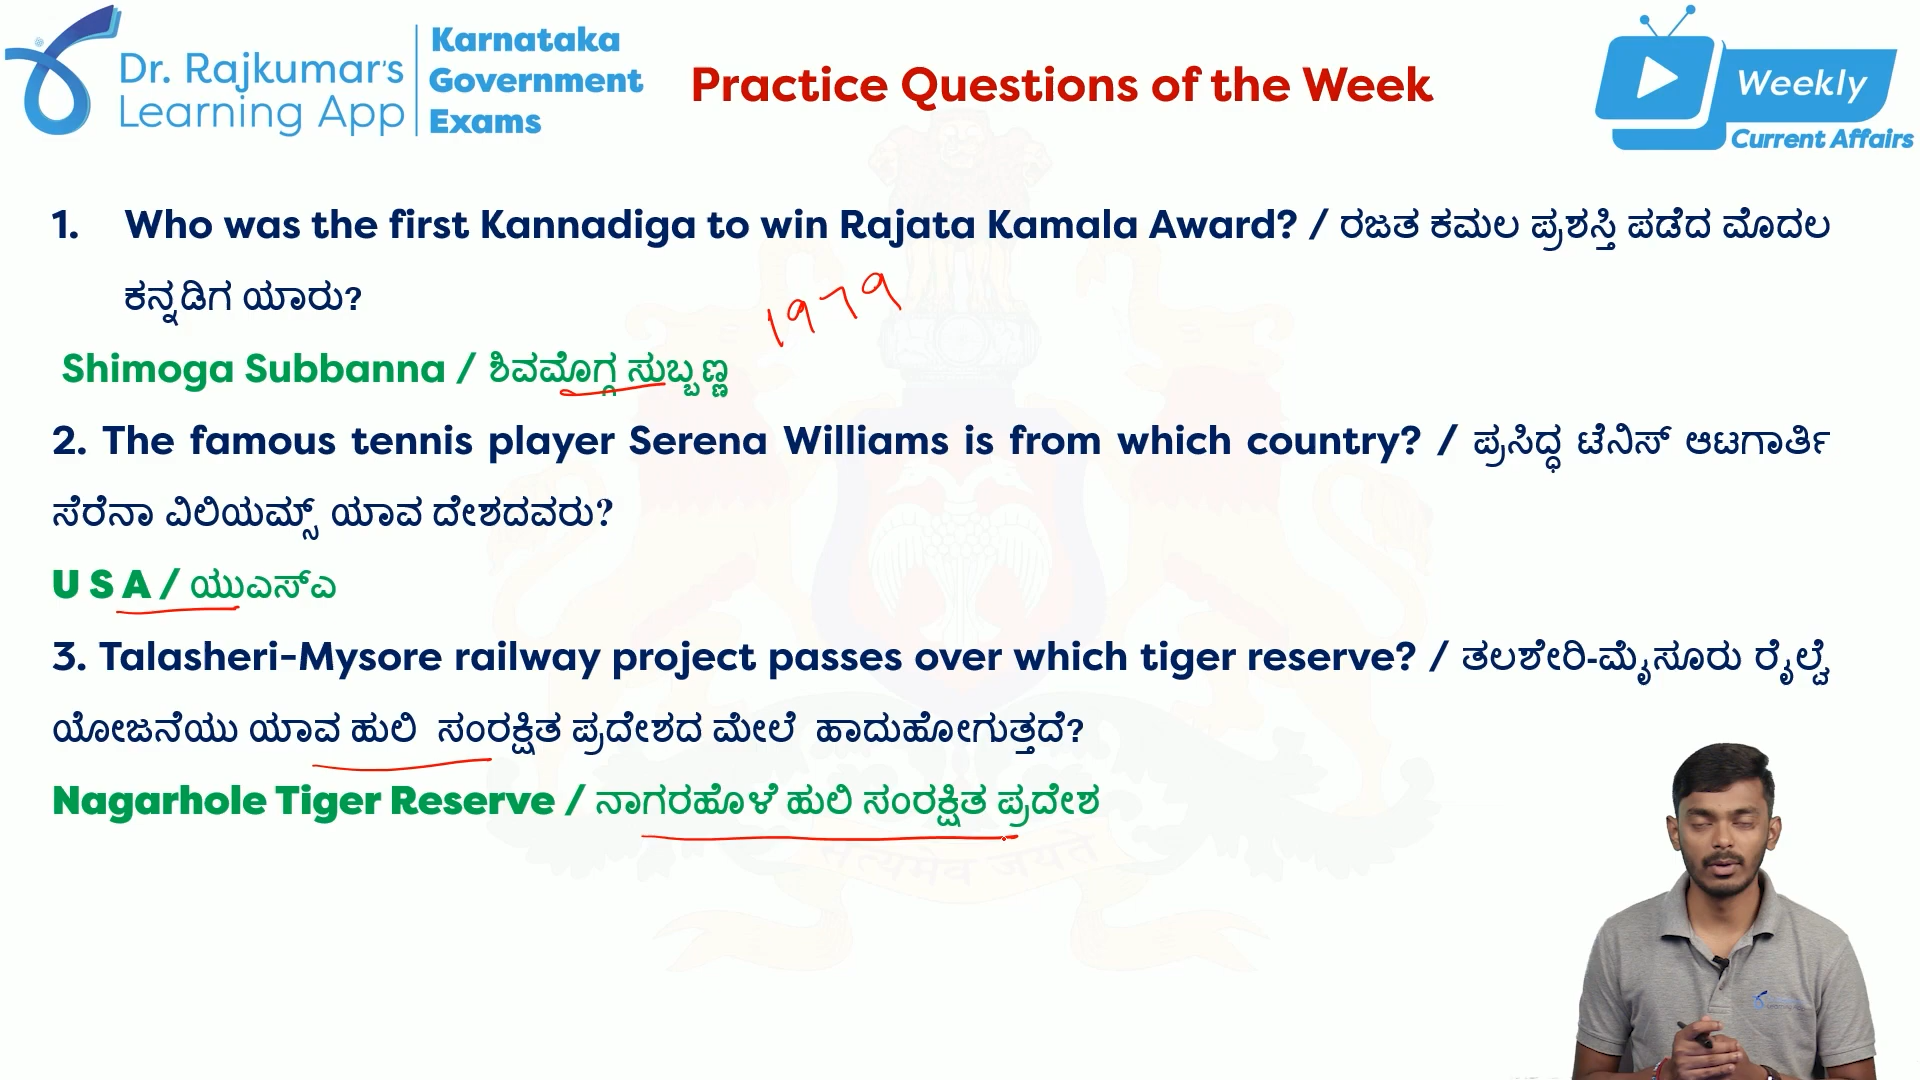 Dr. Rajkumar's
Learning App
Karnataka
Government
Exams
Practice Questions of the Week
Weekly
Current Affairs
1. Who was the first Kannadiga to win Rajata Kamala Award? / ರಜತ ಕಮಲ ಪ್ರಶಸ್ತಿ ಪಡೆದ ಮೊದಲ
ಕನ್ನಡಿಗ ಯಾರು?
1979
Shimoga Subbanna / ಶಿವಮೊಗ್ಗ ಸುಬ್ಬಣ್ಣ
2. The famous tennis player Serena Williams is from which country? / ಪ್ರಸಿದ್ಧ ಟೆನಿಸ್ ಆಟಗಾರ್ತಿ
ಸೆರೆನಾ ವಿಲಿಯಮ್ಸ್ ಯಾವ ದೇಶದವರು?
U S A / ಯುಎಸ್ಎ
3. Talasheri-Mysore railway project passes over which tiger reserve? / ತಲಶೇರಿ-ಮೈಸೂರು ರೈಲ್ವೆ
ಯೋಜನೆಯು ಯಾವ ಹುಲಿ ಸಂರಕ್ಷಿತ ಪ್ರದೇಶದ ಮೇಲೆ ಹಾದುಹೋಗುತ್ತದೆ?
Nagarhole Tiger Reserve / ನಾಗರಹೊಳೆ ಹುಲಿ ಸಂರಕ್ಷಿತ ಪ್ರದೇಶ
सत्यमेव जयते